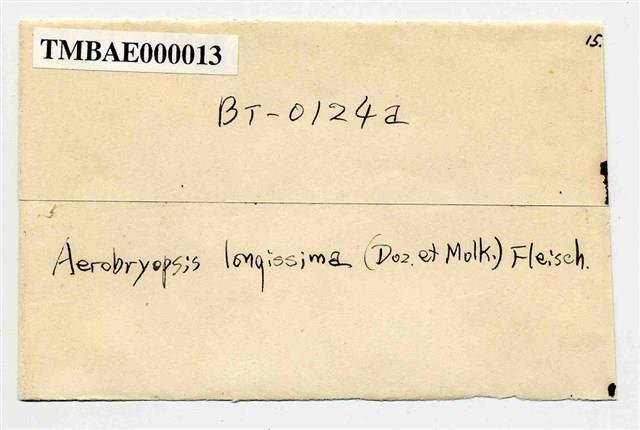 TMBAE000013
15.
BT-0124a
Aerobryopsis longissima (Doz. et Molk.) Fleisch.